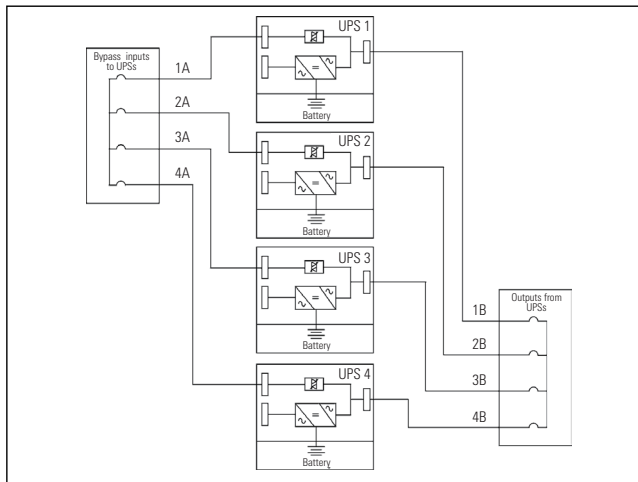 Bypass inputs
to UPSs
1A
2A
3A
4A
UPS 1
Battery
UPS 2
Battery
UPS 3
Battery
UPS 4
Battery
Outputs from
UPSs
1B
2B
3B
4B